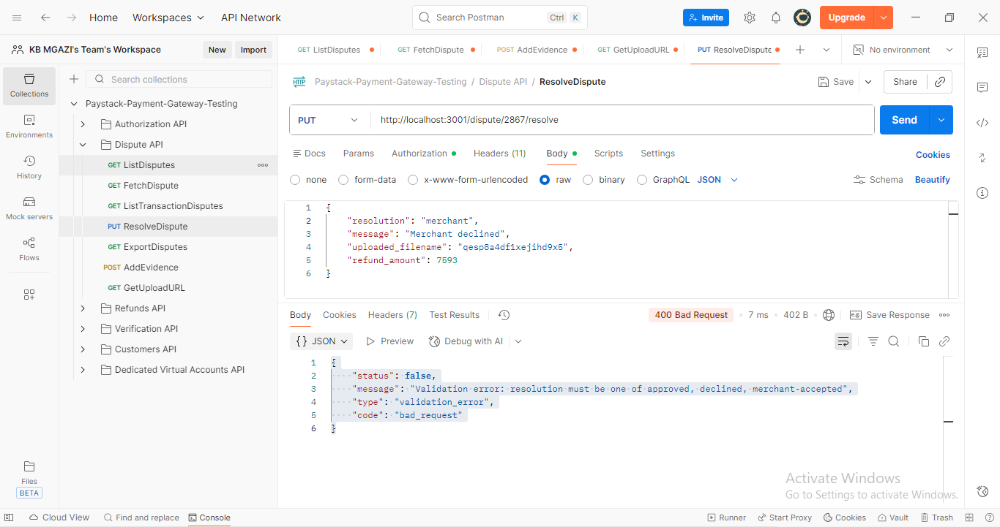 Home Workspaces API Network Search Postman Ctrl K Invite Upgrade
KB MGAZI's Team's Workspace New Import GET ListDisputes GET FetchDispute POST AddEvidence GET GetUploadURL PUT ResolveDispute No environment
Collections
Environments
History
Mock servers
Flows
Search collections
Paystack-Payment-Gateway-Testing
Authorization API
Dispute API
GET ListDisputes
GET FetchDispute
GET ListTransactionDisputes
PUT ResolveDispute
GET ExportDisputes
POST AddEvidence
GET GetUploadURL
Refunds API
Verification API
Customers API
Dedicated Virtual Accounts API
Files
BETA
HTTP Paystack-Payment-Gateway-Testing / Dispute API / ResolveDispute Save Share
PUT http://localhost:3001/dispute/2867/resolve Send
Docs Params Authorization Headers (11) Body Scripts Settings Cookies
none form-data x-www-form-urlencoded raw binary GraphQL JSON Schema Beautify
1 {
2 "resolution": "merchant",
3 "message": "Merchant declined",
4 "uploaded_filename": "qesp8a4df1xejihd9x5",
5 "refund_amount": 7593
6 }
Body Cookies Headers (7) Test Results 400 Bad Request 7 ms 402 B e.g. Save Response
{} JSON Preview Debug with AI
1 {
2 "status": false,
3 "message": "Validation error: resolution must be one of approved, declined, merchant-accepted",
4 "type": "validation_error",
5 "code": "bad_request"
6 }
Activate Windows
Go to Settings to activate Windows.
Cloud View Find and replace Console Runner Start Proxy Cookies Vault Trash